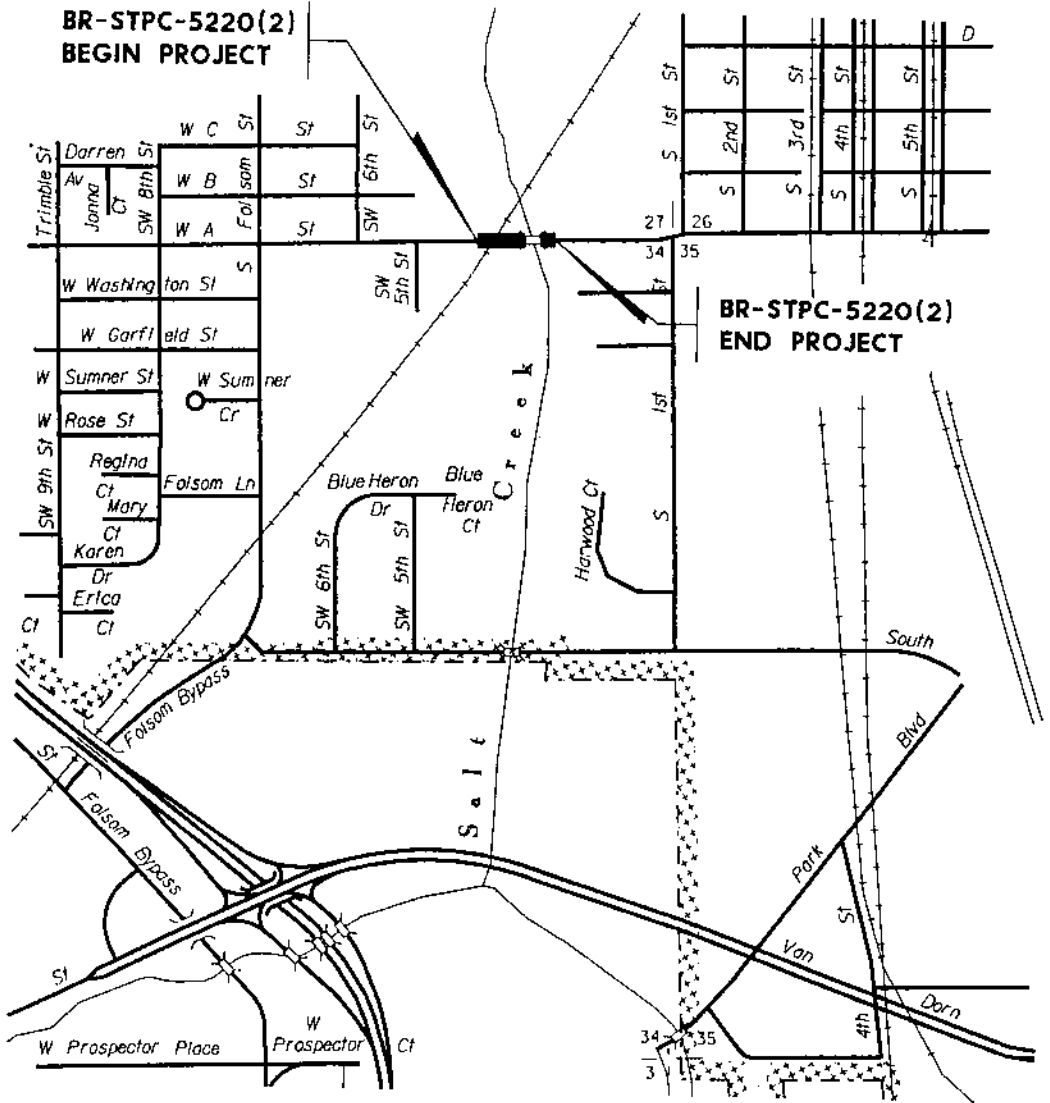 BR-STPC-5220(2)
BEGIN PROJECT
D
W C St
St
St
Darren
W B St
Av
Jonna
Ct
W A St
Trimble St
SW 8th St
S Folsom St
SW 6th St
S 1st St
S 2nd St
S 3rd St
S 4th St
S 5th St
27 26
34 35
W Washington St
SW 5th St
St
BR-STPC-5220(2)
END PROJECT
W Garfield St
W Sumner St
W Sumner
Cr
W Rose St
Regina
Ct
Mary
Ct
Folsom Ln
Blue Heron
Dr
Blue
Heron
Ct
Karen
Dr
Erica
Ct
Ct
SW 9th St
SW 6th St
SW 5th St
Harwood Ct
S 1st
Salt Creek
South
Folsom Bypass
St
Folsom Bypass
Blvd
Park
St
Van
Dorn
4th
St
34 35
3
1
W Prospector Place
W
Prospector
Ct